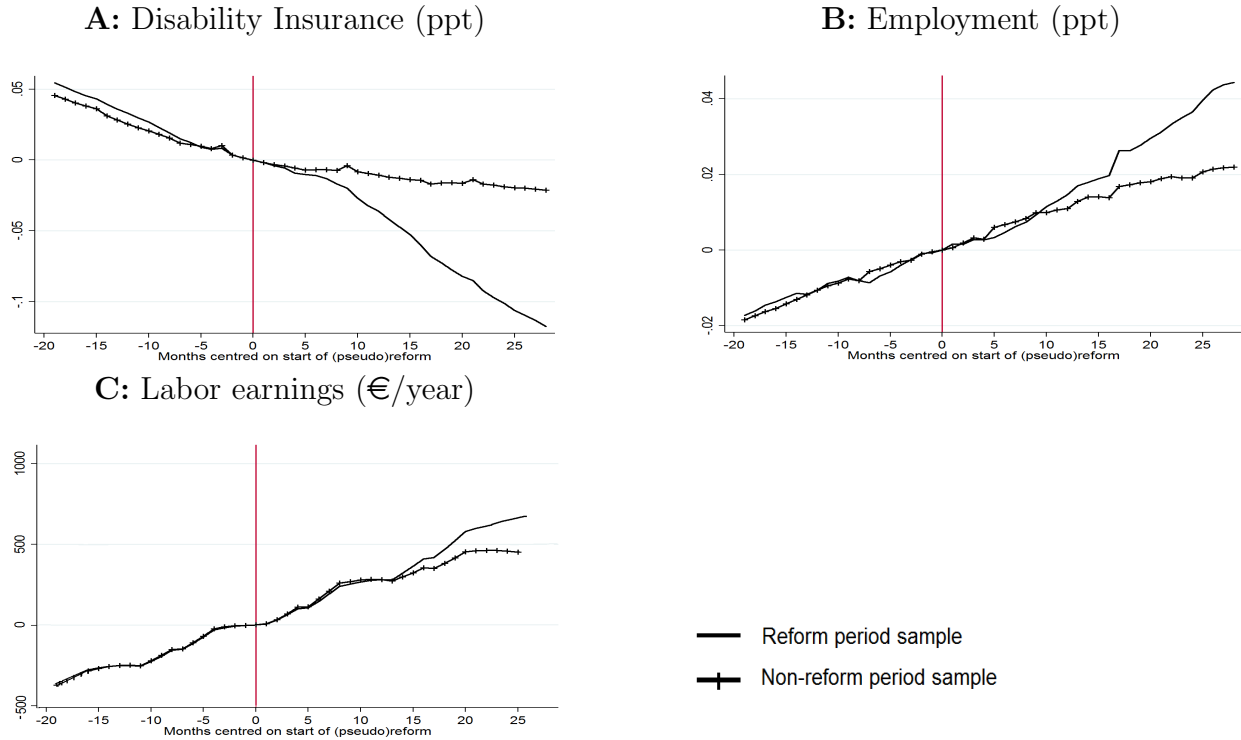 A: Disability Insurance (ppt)
.05
0
-.05
-.1
-20 -15 -10 -5 0 5 10 15 20 25
Months centred on start of (pseudo)reform
B: Employment (ppt)
.04
.02
0
-.02
-20 -15 -10 -5 0 5 10 15 20 25
Months centred on start of (pseudo)reform
C: Labor earnings (€/year)
1000
500
0
-500
-20 -15 -10 -5 0 5 10 15 20 25
Months centred on start of (pseudo)reform
Reform period sample
Non-reform period sample